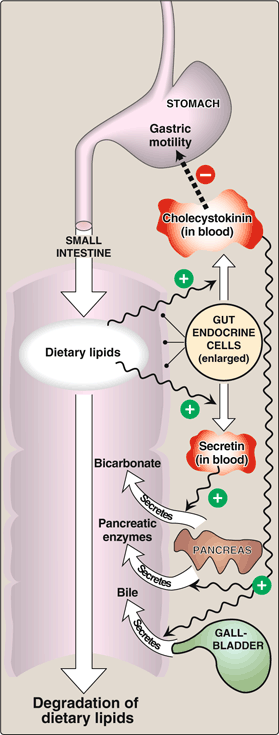 STOMACH
Gastric
motility
−
Cholecystokinin
(in blood)
SMALL
INTESTINE
+
Dietary lipids
GUT
ENDOCRINE
CELLS
(enlarged)
+
Secretin
(in blood)
Bicarbonate
Secretes
+
Pancreatic
enzymes
PANCREAS
Secretes
+
Bile
Secretes
GALL-
BLADDER
Degradation of
dietary lipids